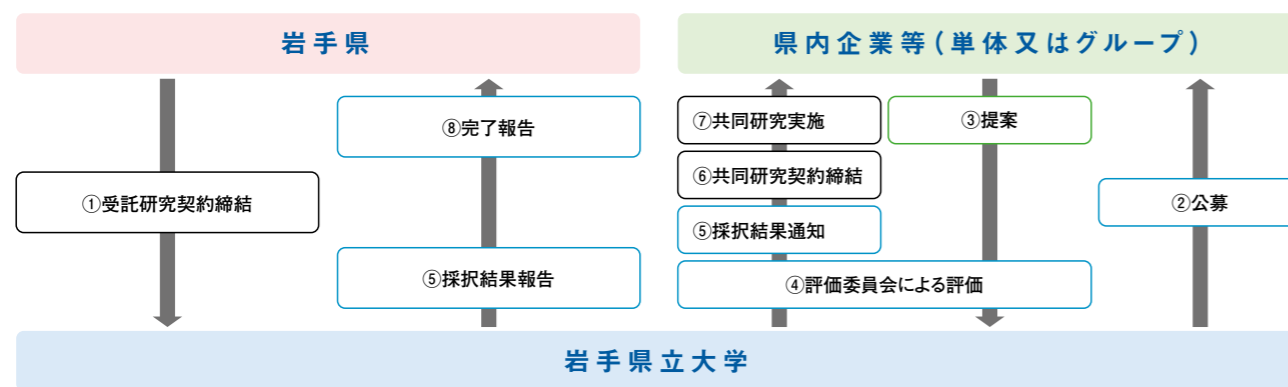 岩手県
県内企業等(単体又はグループ)
⑧完了報告
⑦共同研究実施
③提案
⑥共同研究契約締結
①受託研究契約締結
②公募
⑤採択結果通知
⑤採択結果報告
④評価委員会による評価
岩手県立大学